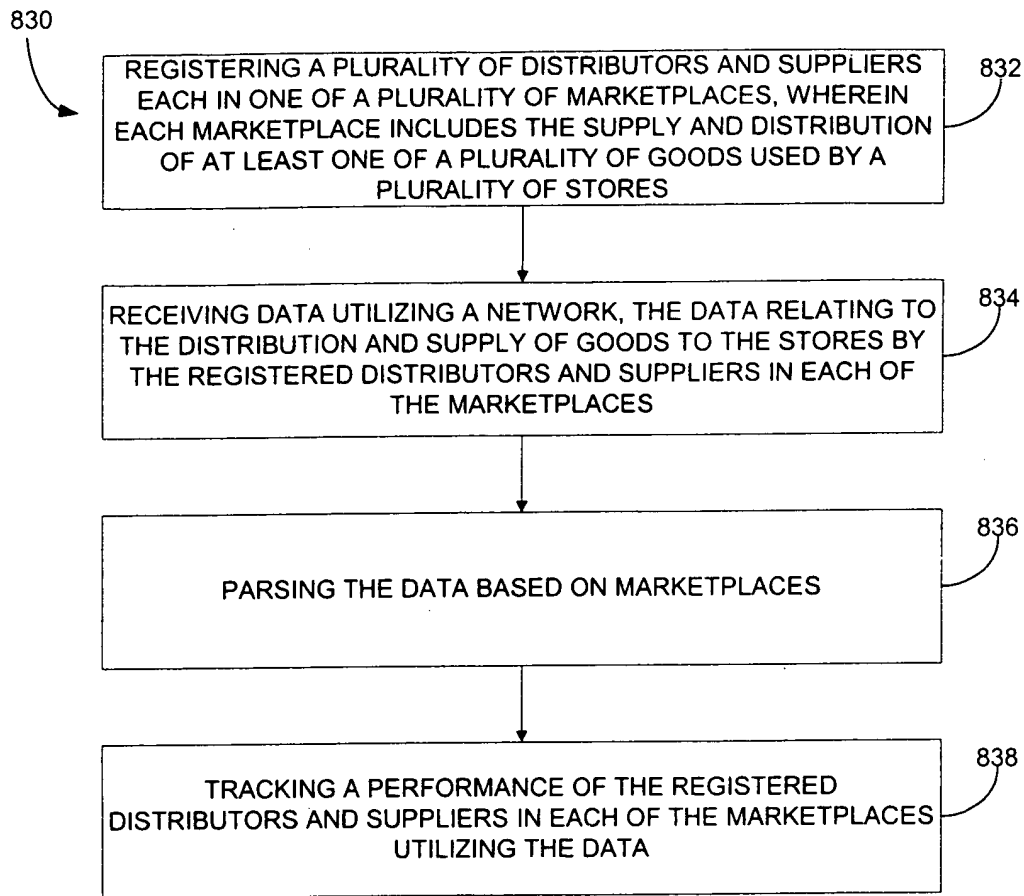 830
REGISTERING A PLURALITY OF DISTRIBUTORS AND SUPPLIERS
EACH IN ONE OF A PLURALITY OF MARKETPLACES, WHEREIN
EACH MARKETPLACE INCLUDES THE SUPPLY AND DISTRIBUTION
OF AT LEAST ONE OF A PLURALITY OF GOODS USED BY A
PLURALITY OF STORES
832
RECEIVING DATA UTILIZING A NETWORK, THE DATA RELATING TO
THE DISTRIBUTION AND SUPPLY OF GOODS TO THE STORES BY
THE REGISTERED DISTRIBUTORS AND SUPPLIERS IN EACH OF
THE MARKETPLACES
834
PARSING THE DATA BASED ON MARKETPLACES
836
TRACKING A PERFORMANCE OF THE REGISTERED
DISTRIBUTORS AND SUPPLIERS IN EACH OF THE MARKETPLACES
UTILIZING THE DATA
838